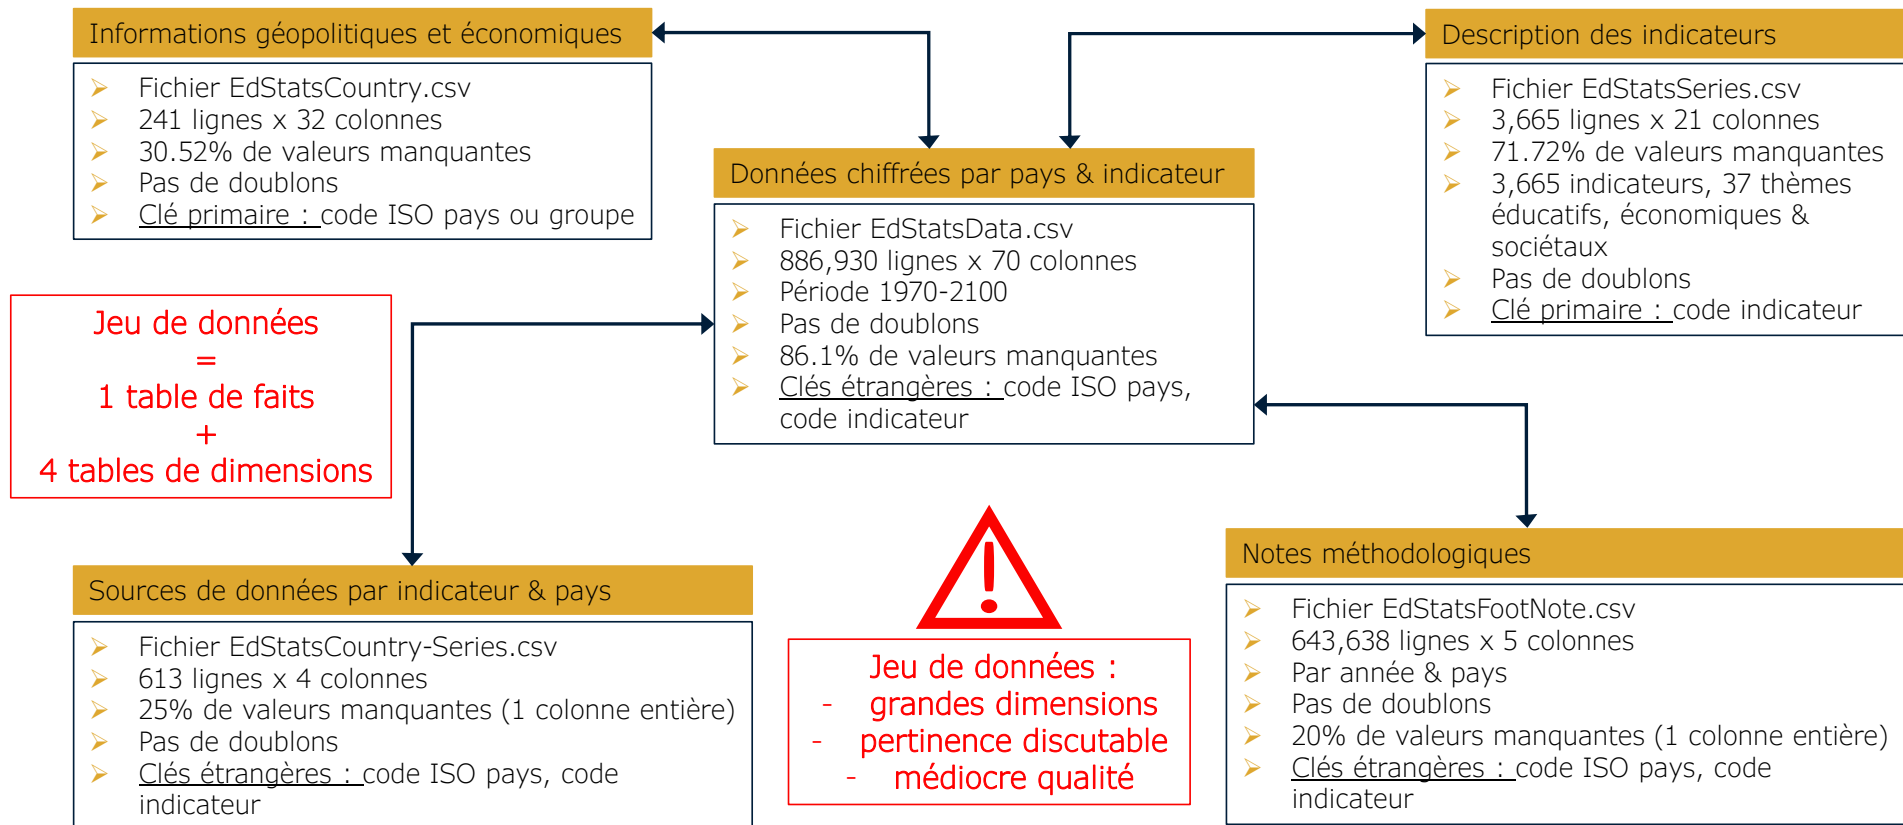 Informations géopolitiques et économiques
➢ Fichier EdStatsCountry.csv
➢ 241 lignes x 32 colonnes
➢ 30.52% de valeurs manquantes
➢ Pas de doublons
➢ Clé primaire : code ISO pays ou groupe
Description des indicateurs
➢ Fichier EdStatsSeries.csv
➢ 3,665 lignes x 21 colonnes
➢ 71.72% de valeurs manquantes
➢ 3,665 indicateurs, 37 thèmes
éducatifs, économiques &
sociétaux
➢ Pas de doublons
➢ Clé primaire : code indicateur
Données chiffrées par pays & indicateur
➢ Fichier EdStatsData.csv
➢ 886,930 lignes x 70 colonnes
➢ Période 1970-2100
➢ Pas de doublons
➢ 86.1% de valeurs manquantes
➢ Clés étrangères : code ISO pays,
code indicateur
Jeu de données
=
1 table de faits
+
4 tables de dimensions
Sources de données par indicateur & pays
➢ Fichier EdStatsCountry-Series.csv
➢ 613 lignes x 4 colonnes
➢ 25% de valeurs manquantes (1 colonne entière)
➢ Pas de doublons
➢ Clés étrangères : code ISO pays, code
indicateur
!
Jeu de données :
- grandes dimensions
- pertinence discutable
- médiocre qualité
Notes méthodologiques
➢ Fichier EdStatsFootNote.csv
➢ 643,638 lignes x 5 colonnes
➢ Par année & pays
➢ Pas de doublons
➢ 20% de valeurs manquantes (1 colonne entière)
➢ Clés étrangères : code ISO pays, code
indicateur